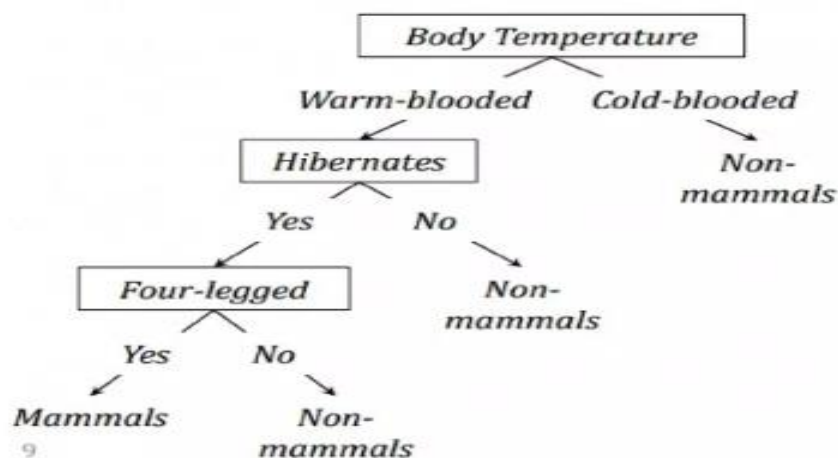 Body Temperature
Warm-blooded Cold-blooded
Hibernates
Non-
mammals
Yes No
Four-legged
Non-
mammals
Yes No
Mammals
Non-
mammals
9